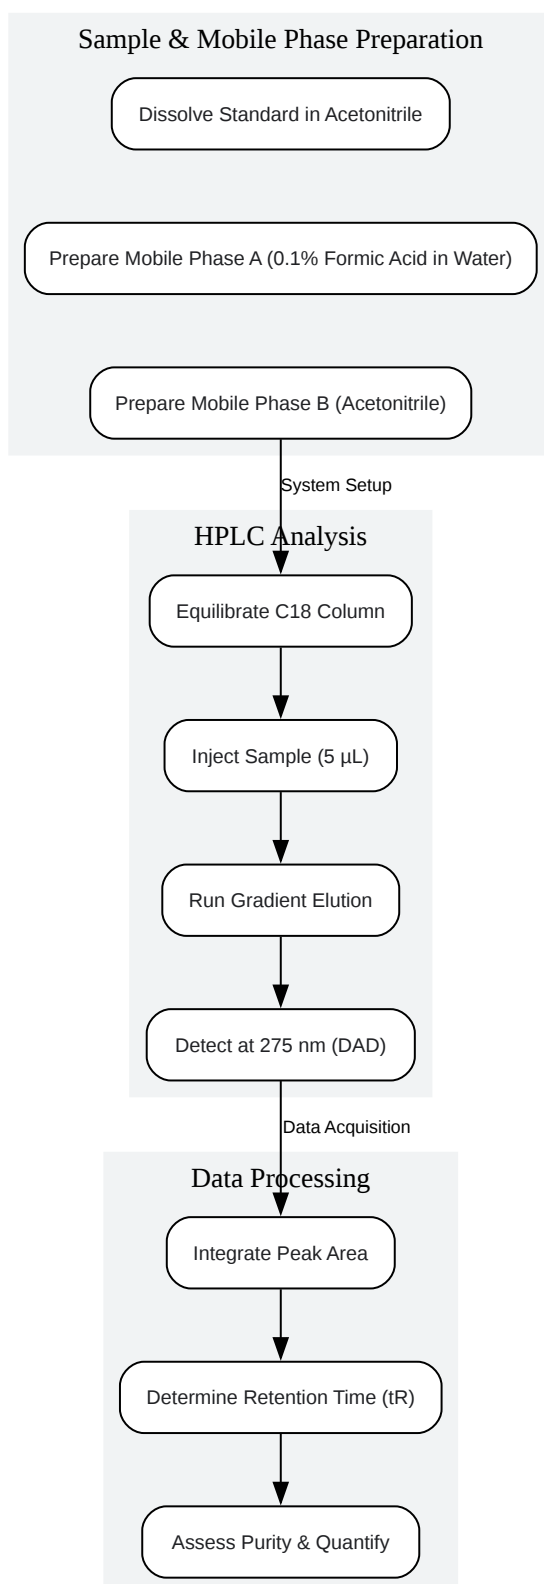 Sample & Mobile Phase Preparation
Dissolve Standard in Acetonitrile
Prepare Mobile Phase A (0.1% Formic Acid in Water)
Prepare Mobile Phase B (Acetonitrile)
System Setup
HPLC Analysis
Equilibrate C18 Column
Inject Sample (5 µL)
Run Gradient Elution
Detect at 275 nm (DAD)
Data Acquisition
Data Processing
Integrate Peak Area
Determine Retention Time (tR)
Assess Purity & Quantify